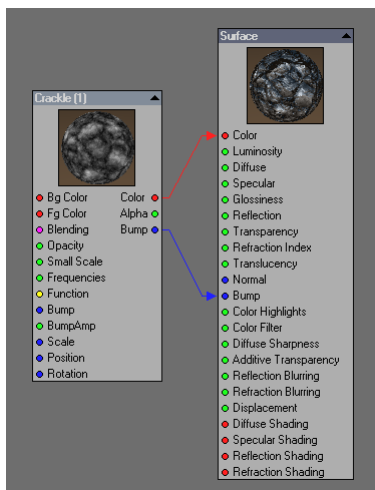 Surface
Color
Luminosity
Diffuse
Specular
Glossiness
Reflection
Transparency
Refraction Index
Translucency
Normal
Bump
Color Highlights
Color Filter
Diffuse Sharpness
Additive Transparency
Reflection Blurring
Refraction Blurring
Displacement
Diffuse Shading
Specular Shading
Reflection Shading
Refraction Shading
Crackle (1)
Bg Color Color
Fg Color Alpha
Blending Bump
Opacity
Small Scale
Frequencies
Function
Bump
BumpAmp
Scale
Position
Rotation